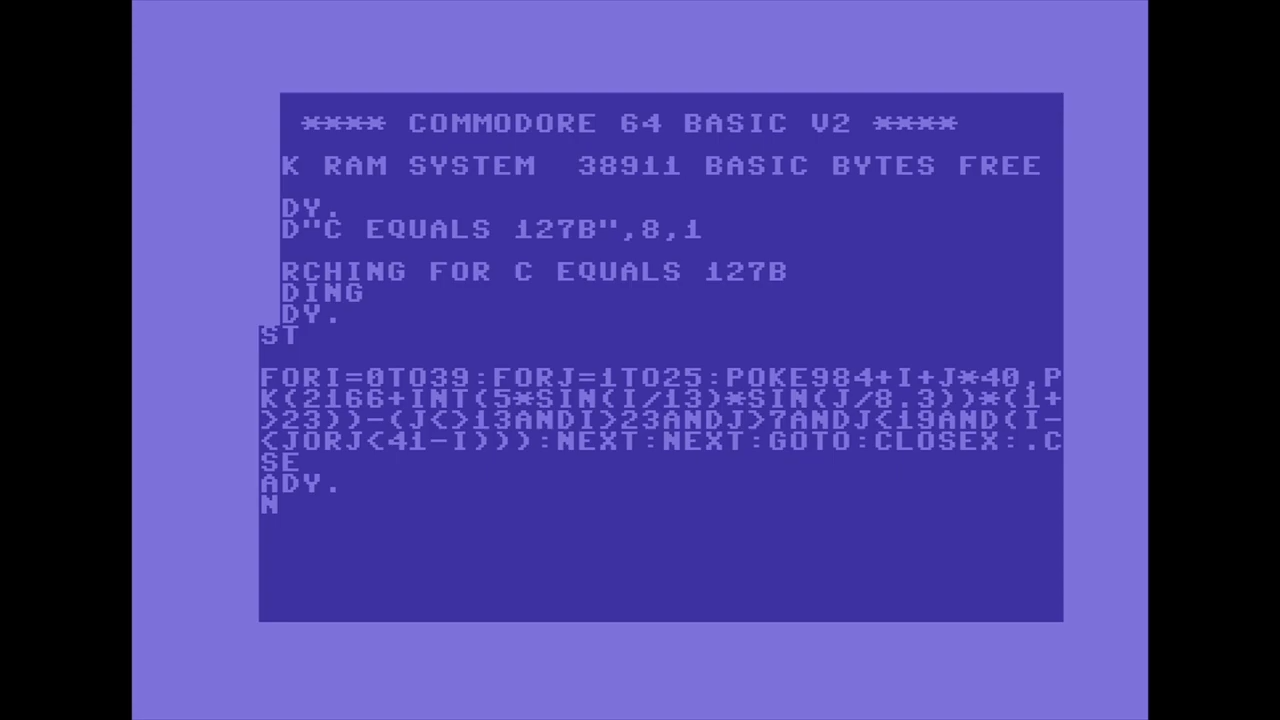 **** COMMODORE 64 BASIC V2 ****
K RAM SYSTEM  38911 BASIC BYTES FREE
DY.
D"C EQUALS 127B",8,1
RCHING FOR C EQUALS 127B
DING
DY.
ST
FORI=0TO39:FORJ=1TO25:POKE984+I+J*40,P
K(2166+INT(5*SIN(I/13)*SIN(J/8.3))*(1+
>23))-(J<>13ANDI>23ANDJ>7ANDJ<19AND(I-
<JORJ<41-I))):NEXT:NEXT:GOTO:CLOSEX:.C
SE
ADY.
N